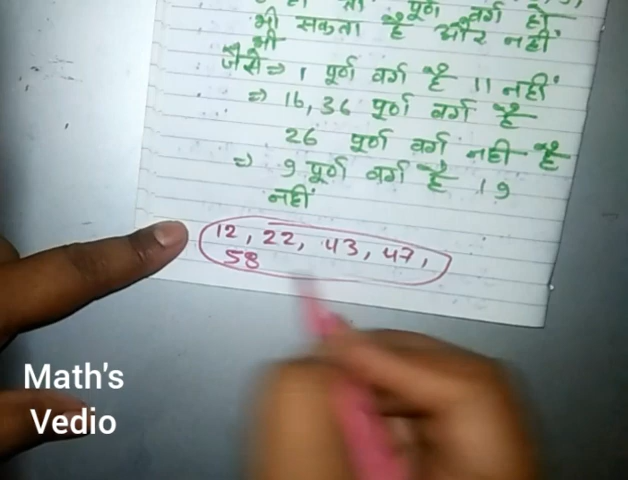 पूर्ण वर्ग हो
भी सकता है और नहीं
भी
जैसे ⇒ 1 पूर्ण वर्ग है 11 नहीं
⇒ 16, 36 पूर्ण वर्ग है
26 पूर्ण वर्ग नही है
⇒ 9 पूर्ण वर्ग है 19
नहीं
12, 22, 43, 47,
58
Math's
Vedio